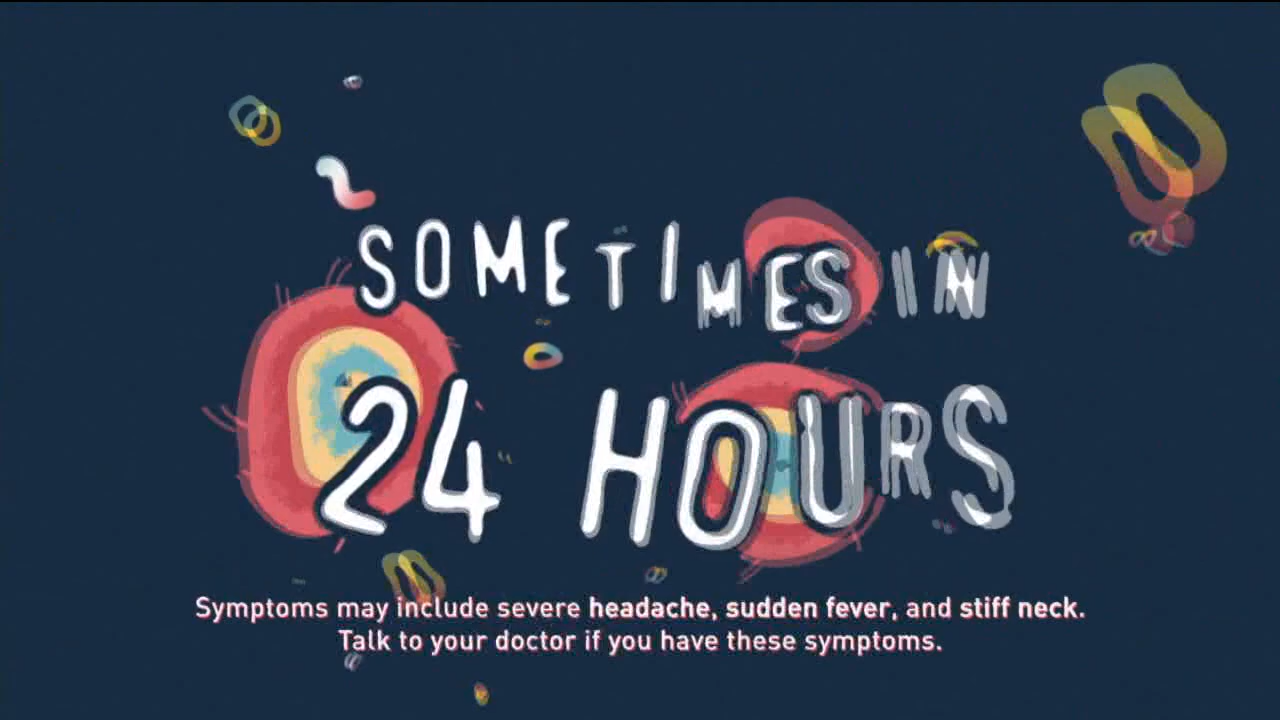 SOMETIMES IN
24 HOURS
Symptoms may include severe headache, sudden fever, and stiff neck.
Talk to your doctor if you have these symptoms.